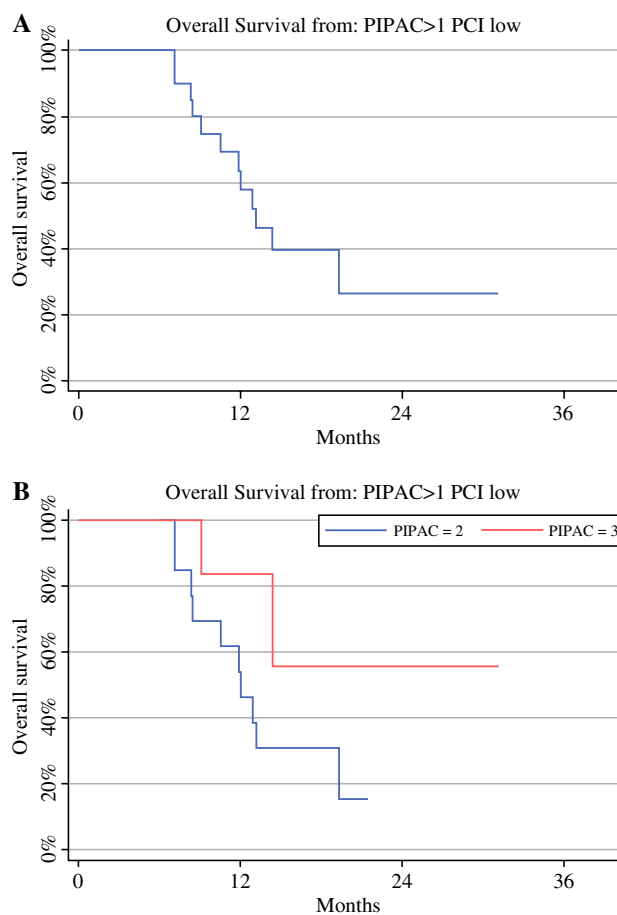 A
Overall Survival from: PIPAC>1 PCI low
100%
80%
60%
40%
20%
0%
Overall survival
0 12 24 36
Months
B
Overall Survival from: PIPAC>1 PCI low
PIPAC = 2 PIPAC = 3
100%
80%
60%
40%
20%
0%
Overall survival
0 12 24 36
Months